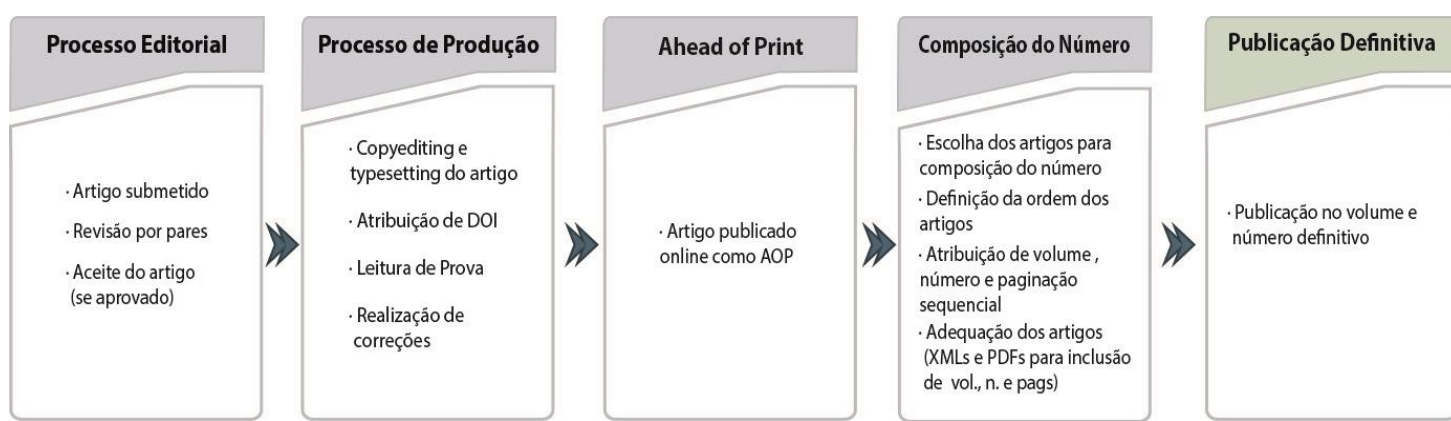 Processo Editorial
· Artigo submetido
· Revisão por pares
· Aceite do artigo
(se aprovado)
Processo de Produção
· Copyediting e
typesetting do artigo
· Atribuição de DOI
· Leitura de Prova
· Realização de
correções
Ahead of Print
· Artigo publicado
online como AOP
Composição do Número
· Escolha dos artigos para
composição do número
· Definição da ordem dos
artigos
· Atribuição de volume ,
número e paginação
sequencial
· Adequação dos artigos
(XMLs e PDFs para inclusão
de vol., n. e pags)
Publicação Definitiva
· Publicação no volume e
número definitivo